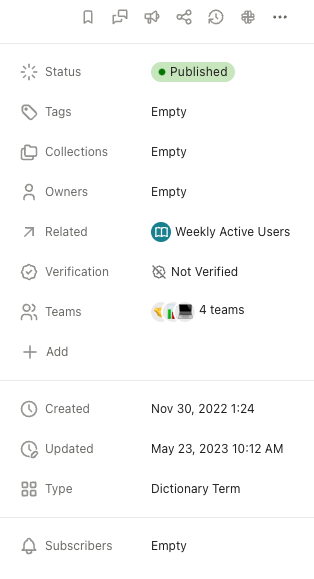 Status Published
Tags Empty
Collections Empty
Owners Empty
Related Weekly Active Users
Verification Not Verified
Teams 4 teams
Add
Created Nov 30, 2022 1:24
Updated May 23, 2023 10:12 AM
Type Dictionary Term
Subscribers Empty